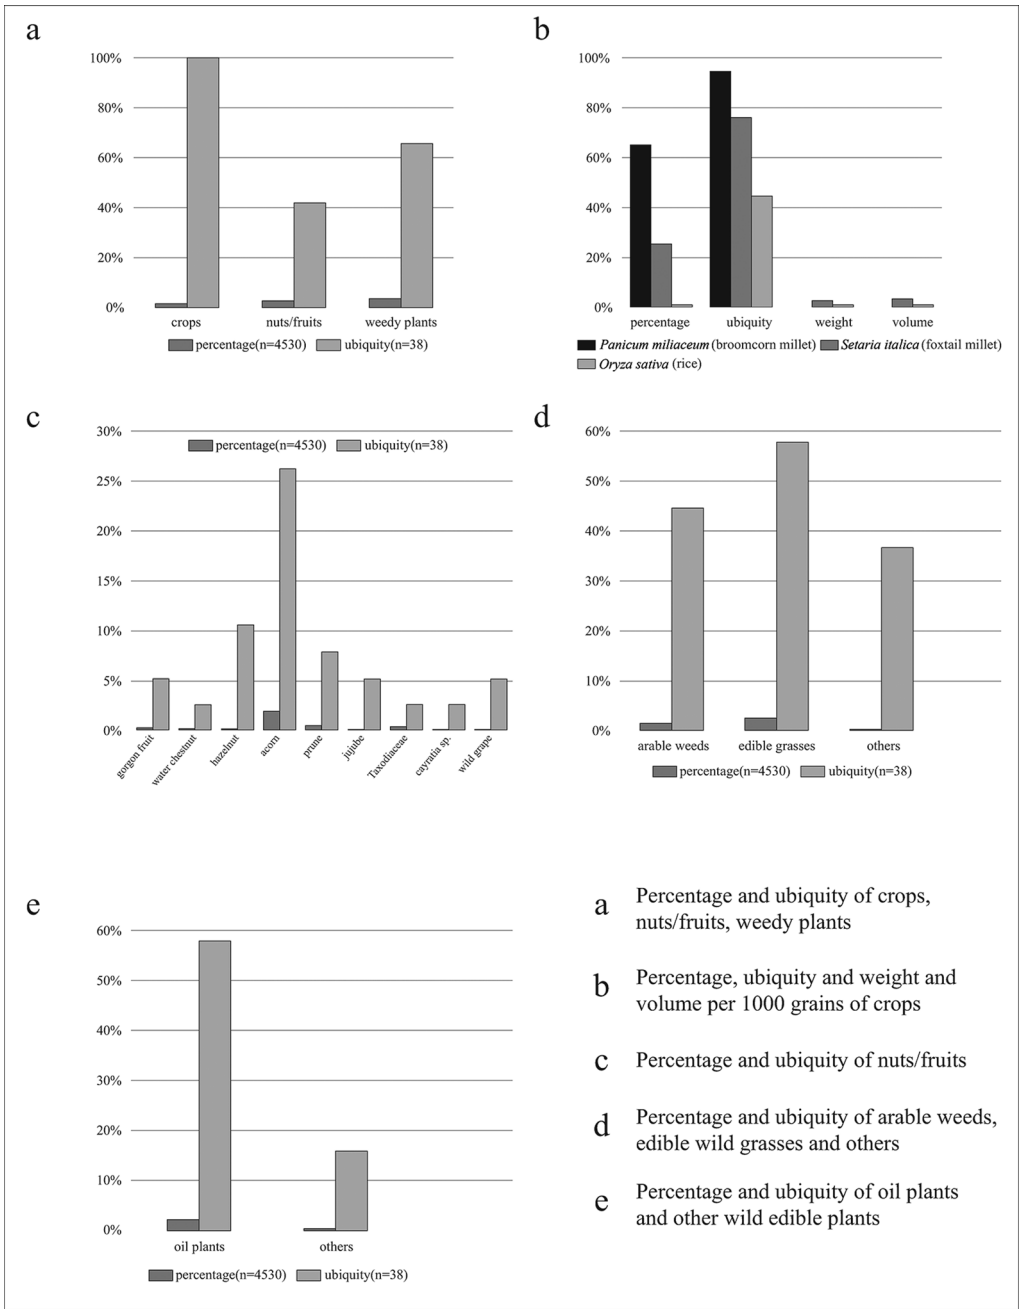 a
100%
80%
60%
40%
20%
0%
crops
nuts/fruits
weedy plants
percentage(n=4530)
ubiquity(n=38)
b
100%
80%
60%
40%
20%
0%
percentage
ubiquity
weight
volume
Panicum miliaceum (broomcorn millet)
Setaria italica (foxtail millet)
Oryza sativa (rice)
c
30%
25%
20%
15%
10%
5%
0%
percentage(n=4530)
ubiquity(n=38)
gorgon fruit
water chestnut
hazelnut
acorn
prune
jujube
Taxodiaceae
cayratia sp.
wild grape
d
60%
50%
40%
30%
20%
10%
0%
arable weeds
edible grasses
others
percentage(n=4530)
ubiquity(n=38)
e
60%
50%
40%
30%
20%
10%
0%
oil plants
others
percentage(n=4530)
ubiquity(n=38)
a
Percentage and ubiquity of crops,
nuts/fruits, weedy plants
b
Percentage, ubiquity and weight and
volume per 1000 grains of crops
c
Percentage and ubiquity of nuts/fruits
d
Percentage and ubiquity of arable weeds,
edible wild grasses and others
e
Percentage and ubiquity of oil plants
and other wild edible plants